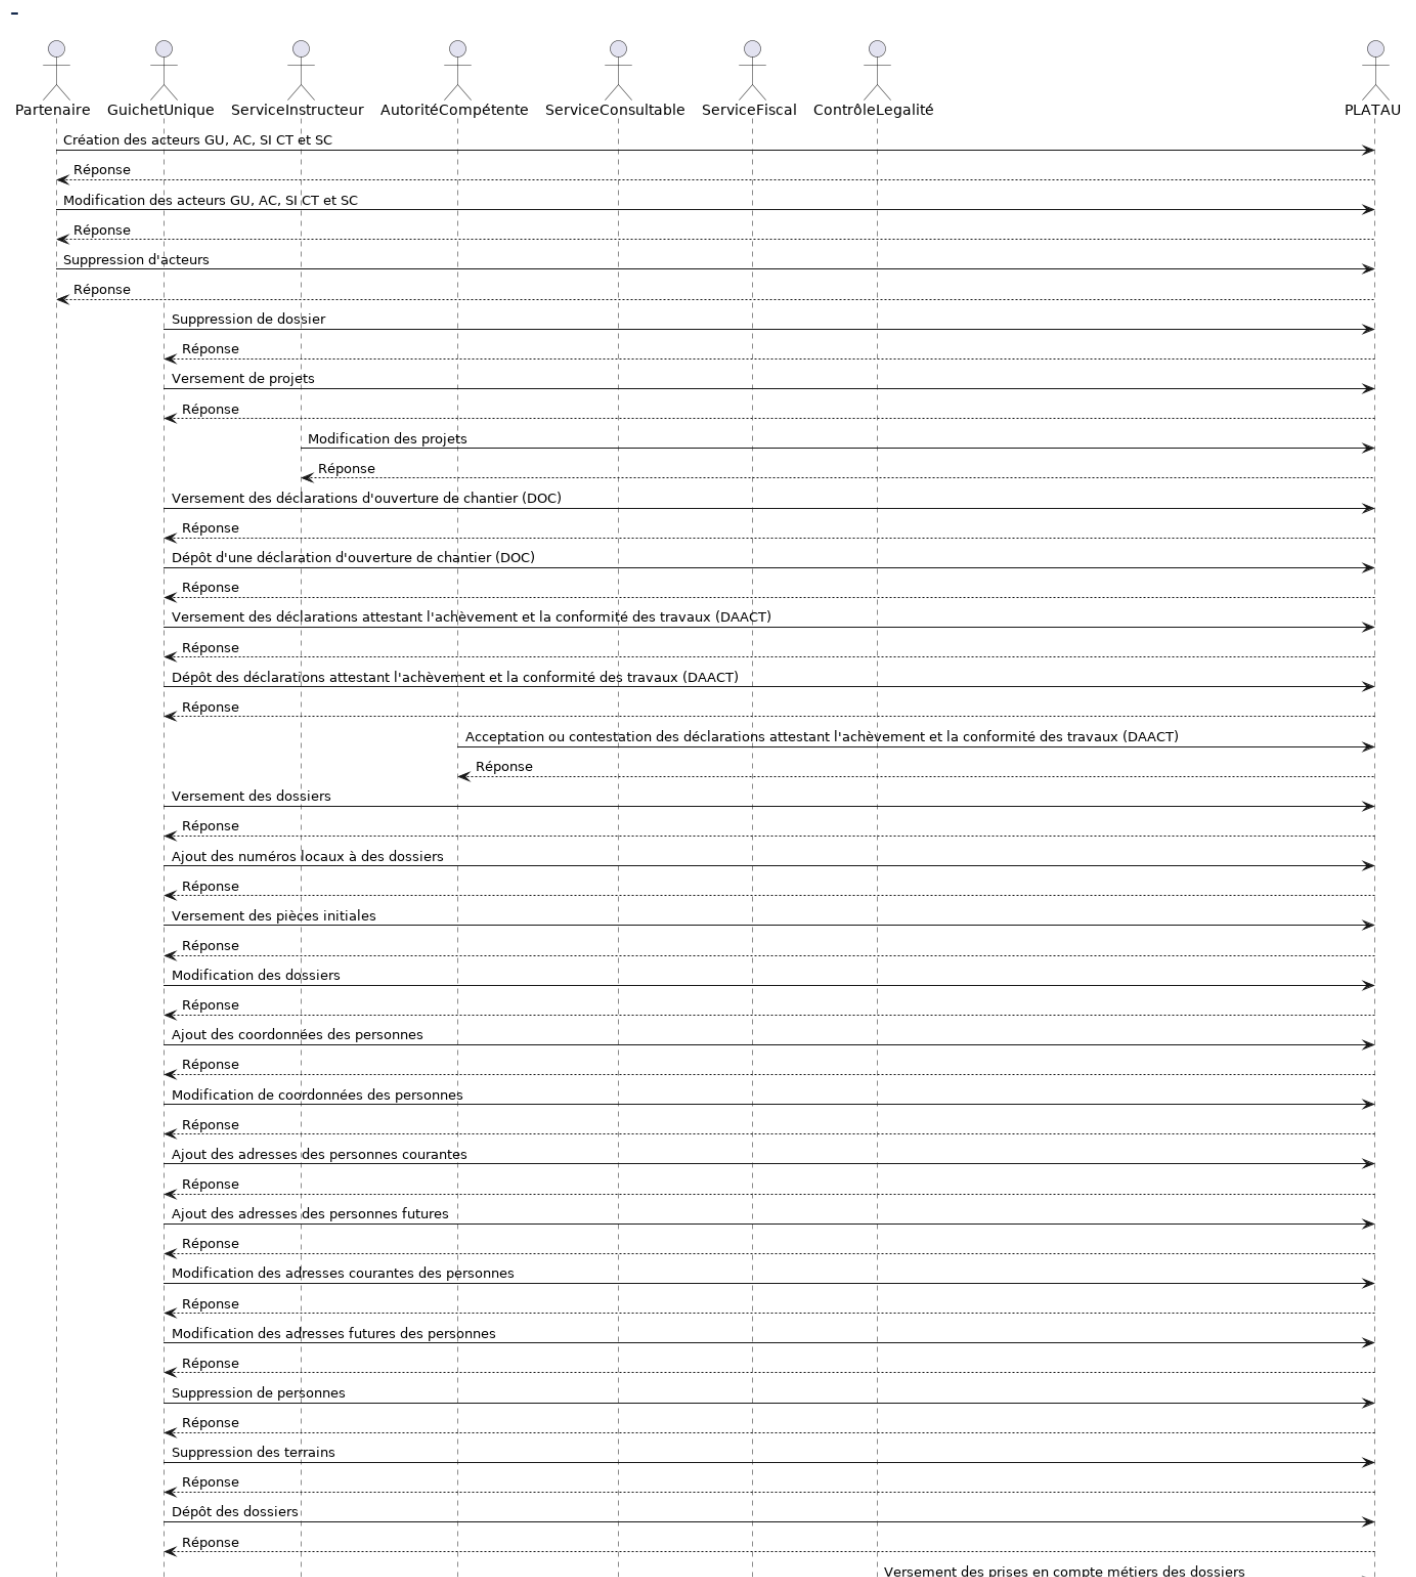 -
Partenaire GuichetUnique ServiceInstructeur AutoritéCompétente ServiceConsultable ServiceFiscal ContrôleLegalité PLATAU
Création des acteurs GU, AC, SI CT et SC
Réponse
Modification des acteurs GU, AC, SI CT et SC
Réponse
Suppression d'acteurs
Réponse
Suppression de dossier
Réponse
Versement de projets
Réponse
Modification des projets
Réponse
Versement des déclarations d'ouverture de chantier (DOC)
Réponse
Dépôt d'une déclaration d'ouverture de chantier (DOC)
Réponse
Versement des déclarations attestant l'achèvement et la conformité des travaux (DAACT)
Réponse
Dépôt des déclarations attestant l'achèvement et la conformité des travaux (DAACT)
Réponse
Acceptation ou contestation des déclarations attestant l'achèvement et la conformité des travaux (DAACT)
Réponse
Versement des dossiers
Réponse
Ajout des numéros locaux à des dossiers
Réponse
Versement des pièces initiales
Réponse
Modification des dossiers
Réponse
Ajout des coordonnées des personnes
Réponse
Modification de coordonnées des personnes
Réponse
Ajout des adresses des personnes courantes
Réponse
Ajout des adresses des personnes futures
Réponse
Modification des adresses courantes des personnes
Réponse
Modification des adresses futures des personnes
Réponse
Suppression de personnes
Réponse
Suppression des terrains
Réponse
Dépôt des dossiers
Réponse
Versement des prises en compte métiers des dossiers